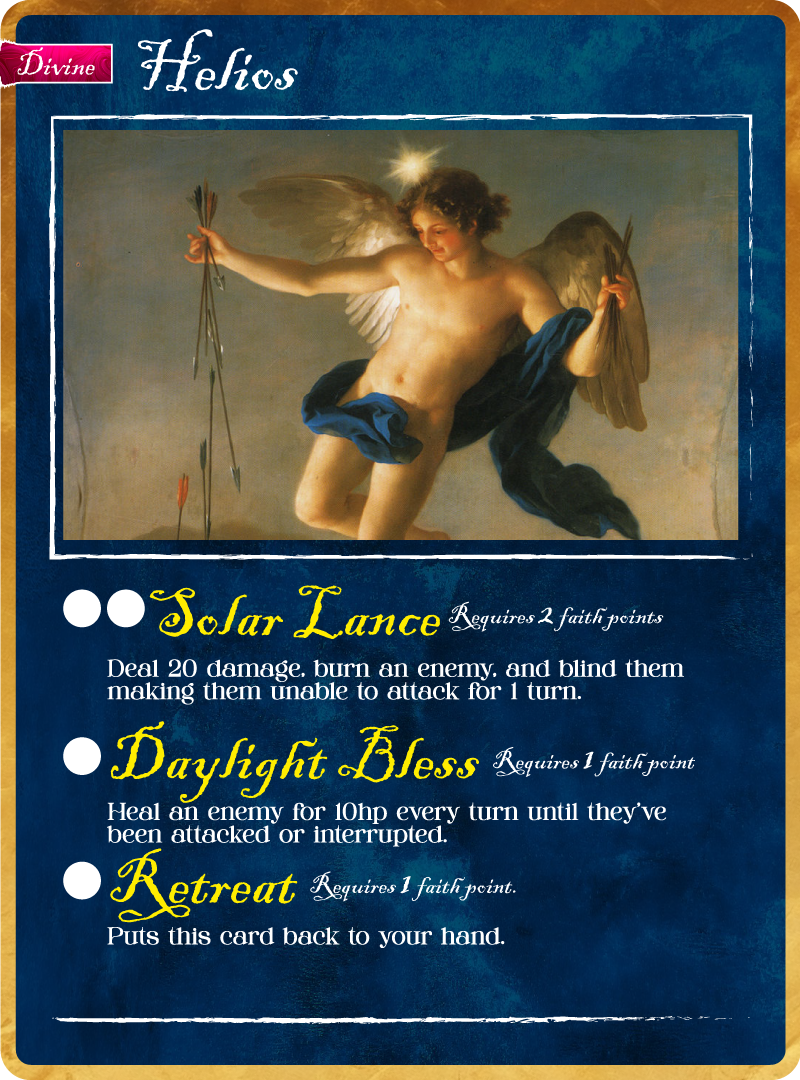 Divine
Helios
Solar Lance Requires 2 faith points
Deal 20 damage, burn an enemy, and blind them
making them unable to attack for 1 turn.
Daylight Bless Requires 1 faith point
Heal an enemy for 10hp every turn until they've
been attacked or interrupted.
Retreat Requires 1 faith point.
Puts this card back to your hand.